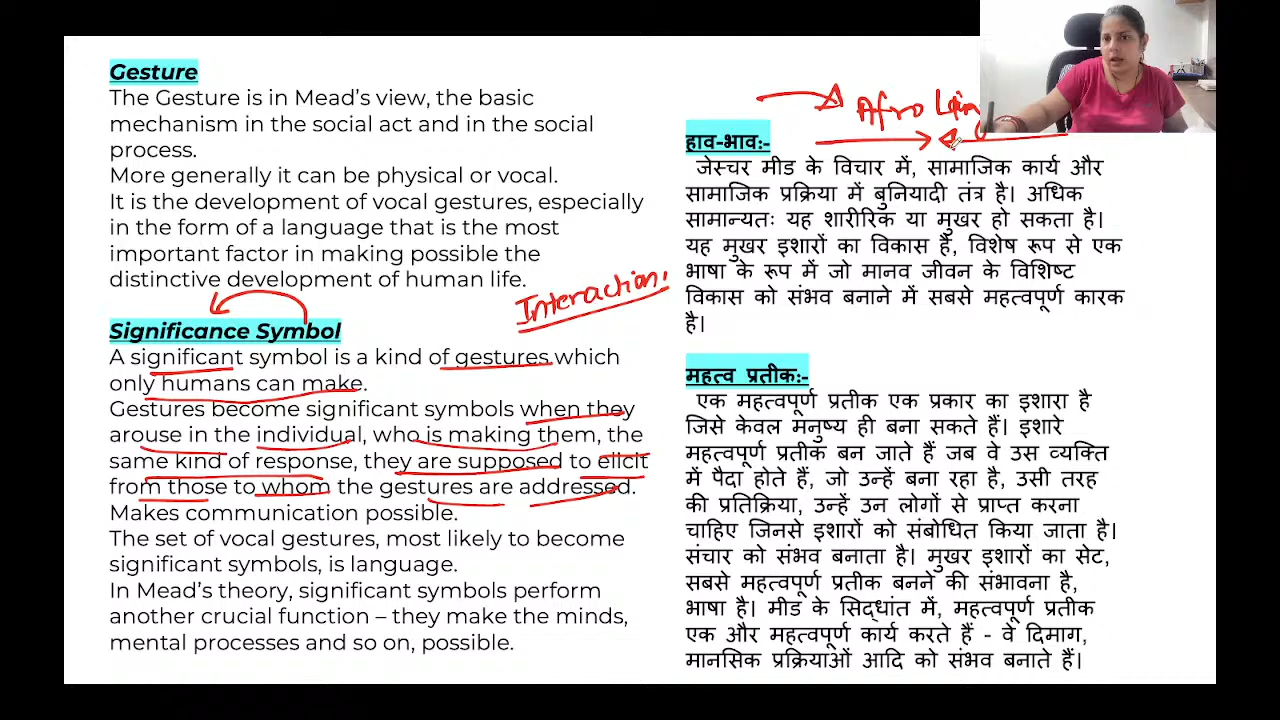 Gesture
The Gesture is in Mead's view, the basic
mechanism in the social act and in the social
process.
More generally it can be physical or vocal.
It is the development of vocal gestures, especially
in the form of a language that is the most
important factor in making possible the
distinctive development of human life.
Interaction.
Significance Symbol
A significant symbol is a kind of gestures which
only humans can make.
Gestures become significant symbols when they
arouse in the individual, who is making them, the
same kind of response, they are supposed to elicit
from those to whom the gestures are addressed.
Makes communication possible.
The set of vocal gestures, most likely to become
significant symbols, is language.
In Mead's theory, significant symbols perform
another crucial function – they make the minds,
mental processes and so on, possible.
Afro
हाव-भावः-
जेस्चर मीड के विचार में, सामाजिक कार्य और
सामाजिक प्रक्रिया में बुनियादी तंत्र है। अधिक
सामान्यतः यह शारीरिक या मुखर हो सकता है।
यह मुखर इशारों का विकास है, विशेष रूप से एक
भाषा के रूप में जो मानव जीवन के विशिष्ट
विकास को संभव बनाने में सबसे महत्वपूर्ण कारक
है।
महत्व प्रतीकः-
एक महत्वपूर्ण प्रतीक एक प्रकार का इशारा है
जिसे केवल मनुष्य ही बना सकते हैं। इशारे
महत्वपूर्ण प्रतीक बन जाते हैं जब वे उस व्यक्ति
में पैदा होते हैं, जो उन्हें बना रहा है, उसी तरह
की प्रतिक्रिया, उन्हें उन लोगों से प्राप्त करना
चाहिए जिनसे इशारों को संबोधित किया जाता है।
संचार को संभव बनाता है। मुखर इशारों का सेट,
सबसे महत्वपूर्ण प्रतीक बनने की संभावना है,
भाषा है। मीड के सिद्धांत में, महत्वपूर्ण प्रतीक
एक और महत्वपूर्ण कार्य करते हैं - वे दिमाग,
मानसिक प्रक्रियाओं आदि को संभव बनाते हैं।